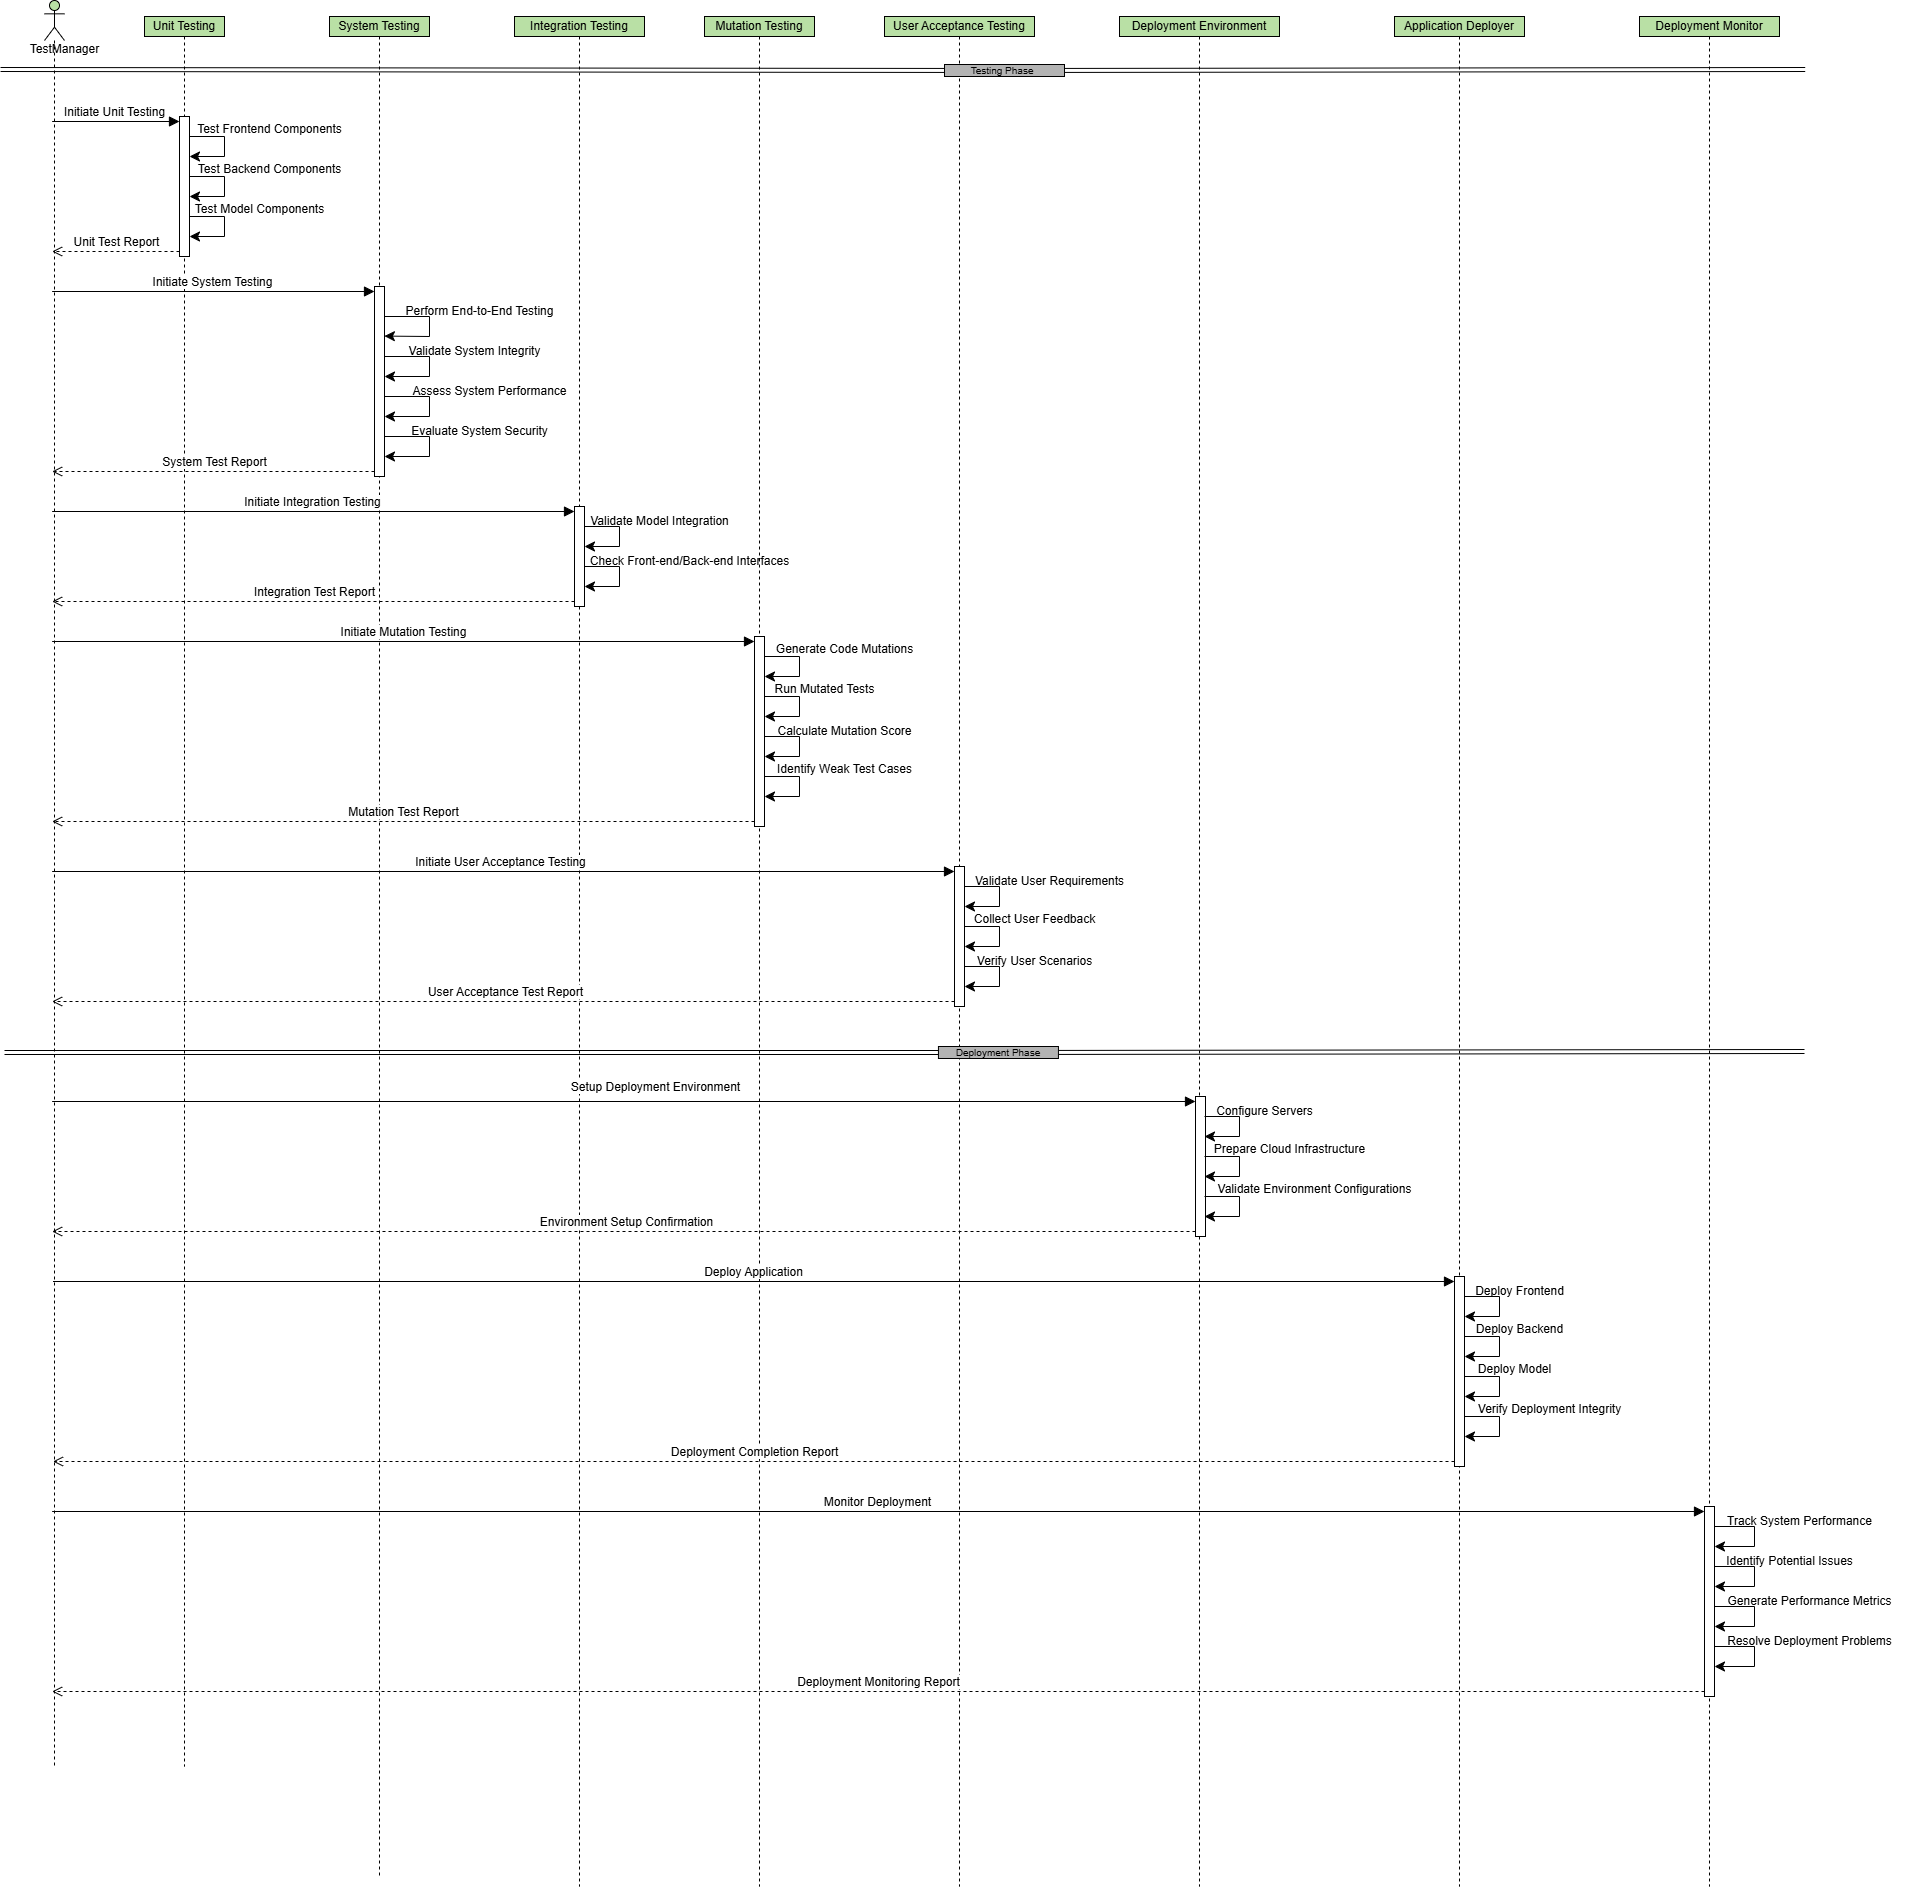 Unit Testing
System Testing
Integration Testing
Mutation Testing
User Acceptance Testing
Deployment Environment
Application Deployer
Deployment Monitor
TestManager
Testing Phase
Initiate Unit Testing
Test Frontend Components
Test Backend Components
Test Model Components
Unit Test Report
Initiate System Testing
Perform End-to-End Testing
Validate System Integrity
Assess System Performance
Evaluate System Security
System Test Report
Initiate Integration Testing
Validate Model Integration
Check Front-end/Back-end Interfaces
Integration Test Report
Initiate Mutation Testing
Generate Code Mutations
Run Mutated Tests
Calculate Mutation Score
Identify Weak Test Cases
Mutation Test Report
Initiate User Acceptance Testing
Validate User Requirements
Collect User Feedback
Verify User Scenarios
User Acceptance Test Report
Deployment Phase
Setup Deployment Environment
Configure Servers
Prepare Cloud Infrastructure
Validate Environment Configurations
Environment Setup Confirmation
Deploy Application
Deploy Frontend
Deploy Backend
Deploy Model
Verify Deployment Integrity
Deployment Completion Report
Monitor Deployment
Track System Performance
Identify Potential Issues
Generate Performance Metrics
Resolve Deployment Problems
Deployment Monitoring Report